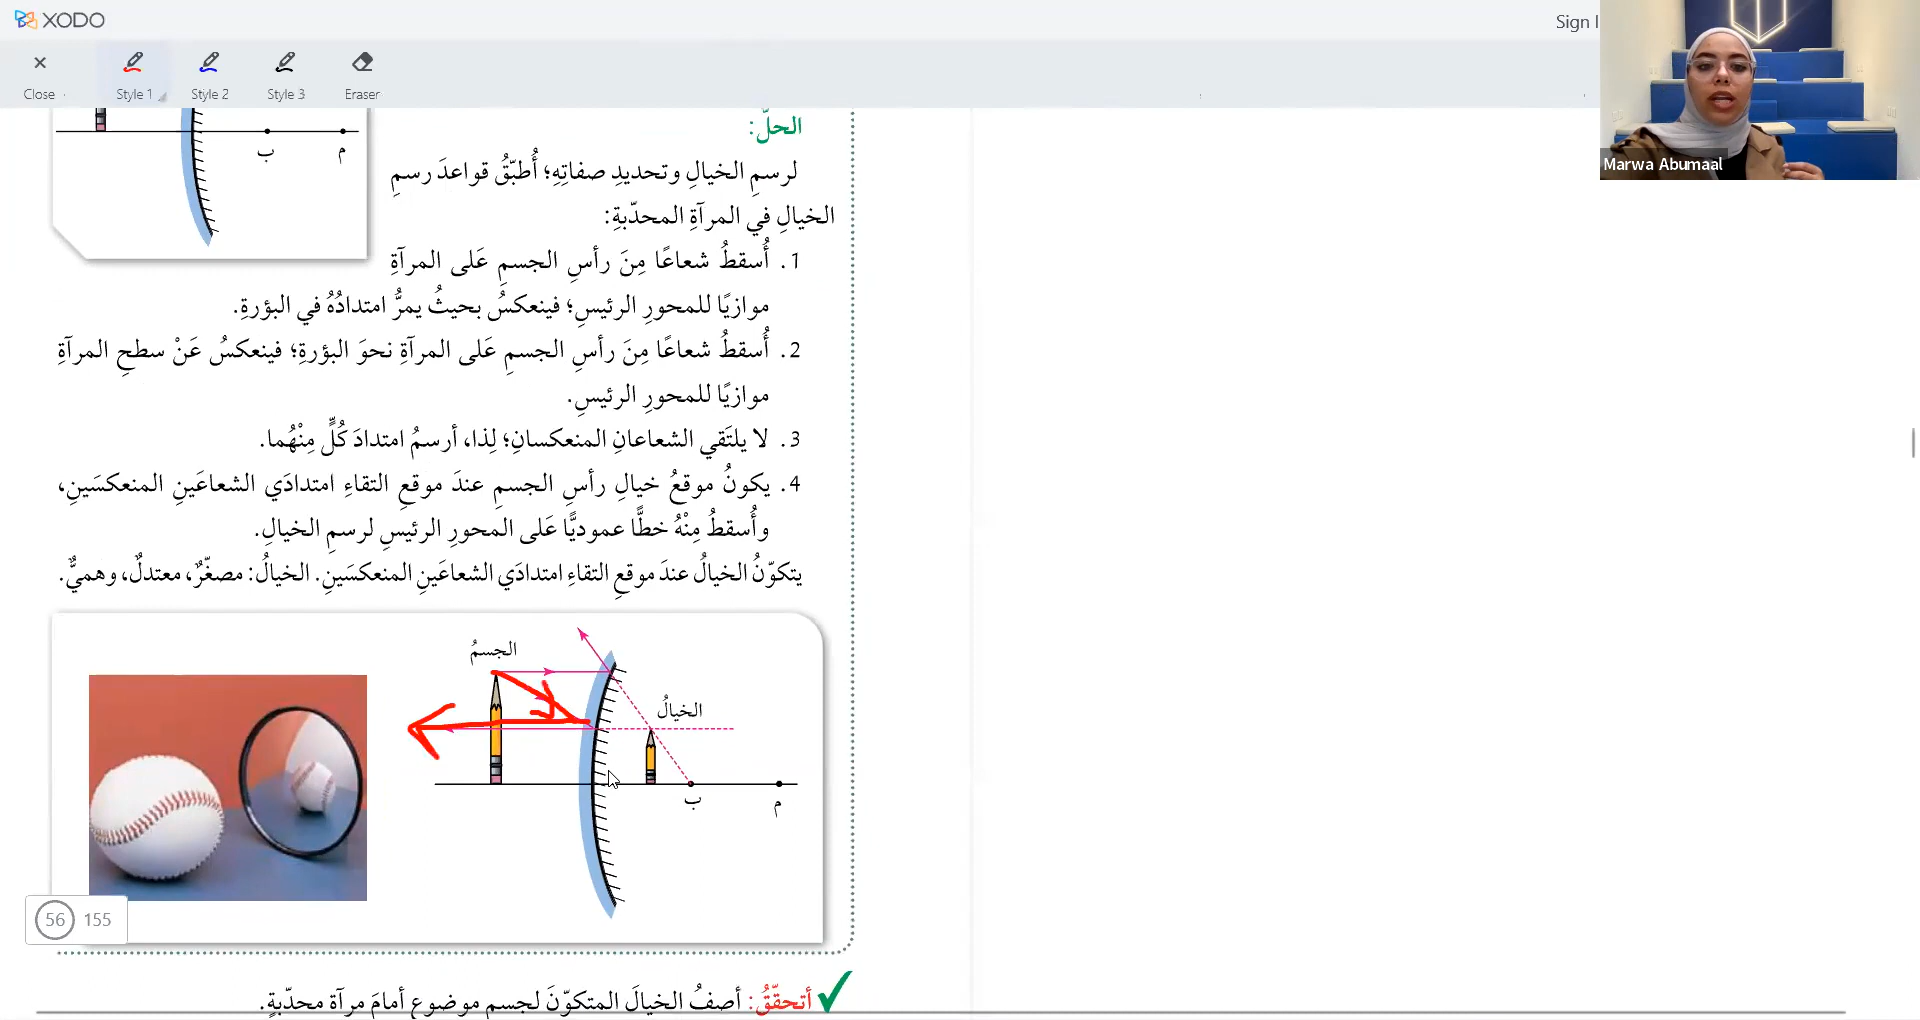 XODO
Sign I
Close
Style 1
Style 2
Style 3
Eraser
Marwa Abumaal
ب
م
الحلّ:
لرسمِ الخيالِ وتحديدِ صفاتِهِ؛ أُطبّقُ قواعدَ رسمِ
الخيالِ في المرآةِ المحدّبةِ:
1. أُسقطُ شعاعًا مِنَ رأسِ الجسمِ عَلى المرآةِ
موازيًا للمحورِ الرئيسِ؛ فينعكسُ بحيثُ يمرُّ امتدادُهُ في البؤرةِ.
2. أُسقطُ شعاعًا مِنَ رأسِ الجسمِ عَلى المرآةِ نحوَ البؤرةِ؛ فينعكسُ عَنْ سطحِ المرآةِ
موازيًا للمحورِ الرئيسِ.
3. لا يلتَقي الشعاعانِ المنعكسانِ؛ لِذا، أرسمُ امتدادَ كُلٍّ مِنْهُما.
4. يكونُ موقعُ خيالِ رأسِ الجسمِ عندَ موقعِ التقاءِ امتدادَي الشعاعَينِ المنعكسَينِ،
وأُسقطُ مِنْهُ خطًّا عموديًّا عَلى المحورِ الرئيسِ لرسمِ الخيالِ.
يتكوّنُ الخيالُ عندَ موقعِ التقاءِ امتدادَي الشعاعَينِ المنعكسَينِ. الخيالُ: مصغّرٌ، معتدلٌ، وهميٌّ.
الجسمُ
الخيالُ
ب
م
56 155
أتحقّقُ: أصفُ الخيالَ المتكوّنَ لجسم موضوع أمامَ مرآة محدّبةٍ.